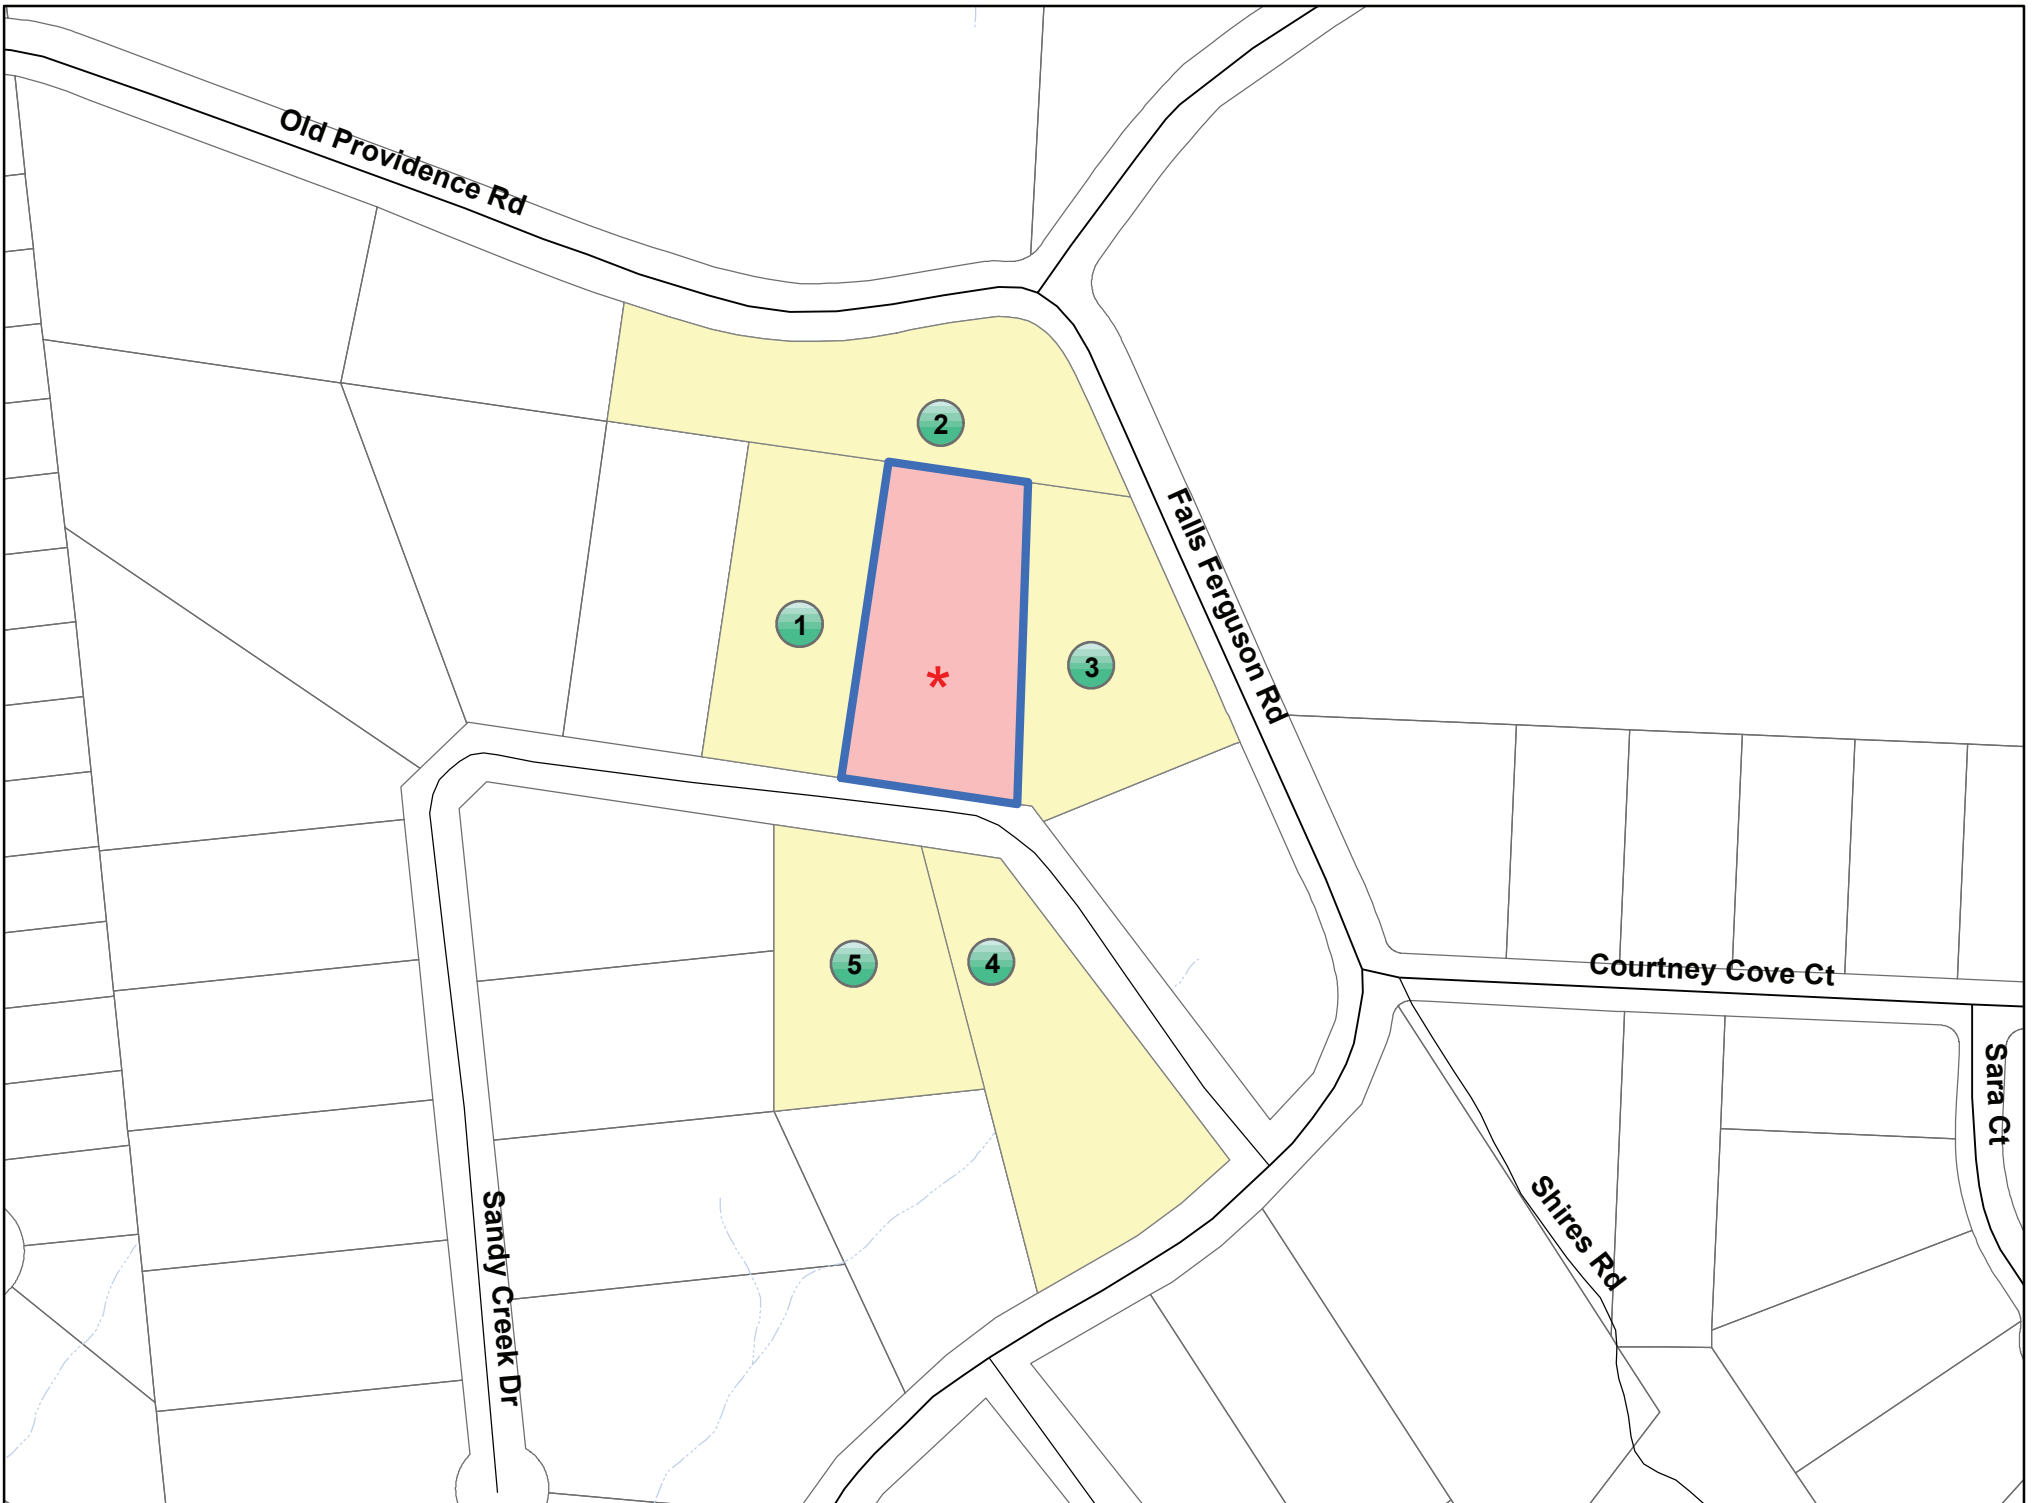 Old Providence Rd
2
Falls Ferguson Rd
1
3
*
5
4
Courtney Cove Ct
Sara Ct
Shires Rd
Sandy Creek Dr